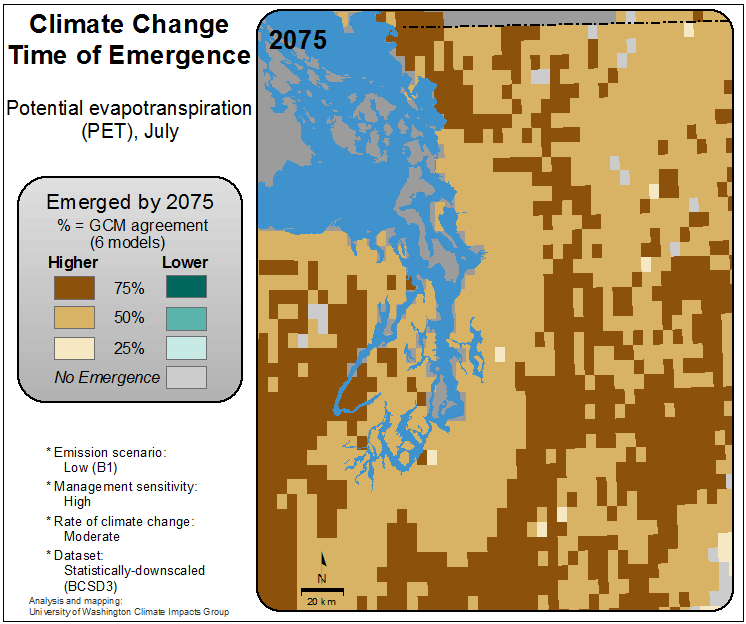 Climate Change
Time of Emergence
Potential evapotranspiration
(PET), July
Emerged by 2075
% = GCM agreement
(6 models)
Higher Lower
75%
50%
25%
No Emergence
* Emission scenario:
Low (B1)
* Management sensitivity:
High
* Rate of climate change:
Moderate
* Dataset:
Statistically-downscaled
(BCSD3)
Analysis and mapping:
University of Washington Climate Impacts Group
2075
N
20 km